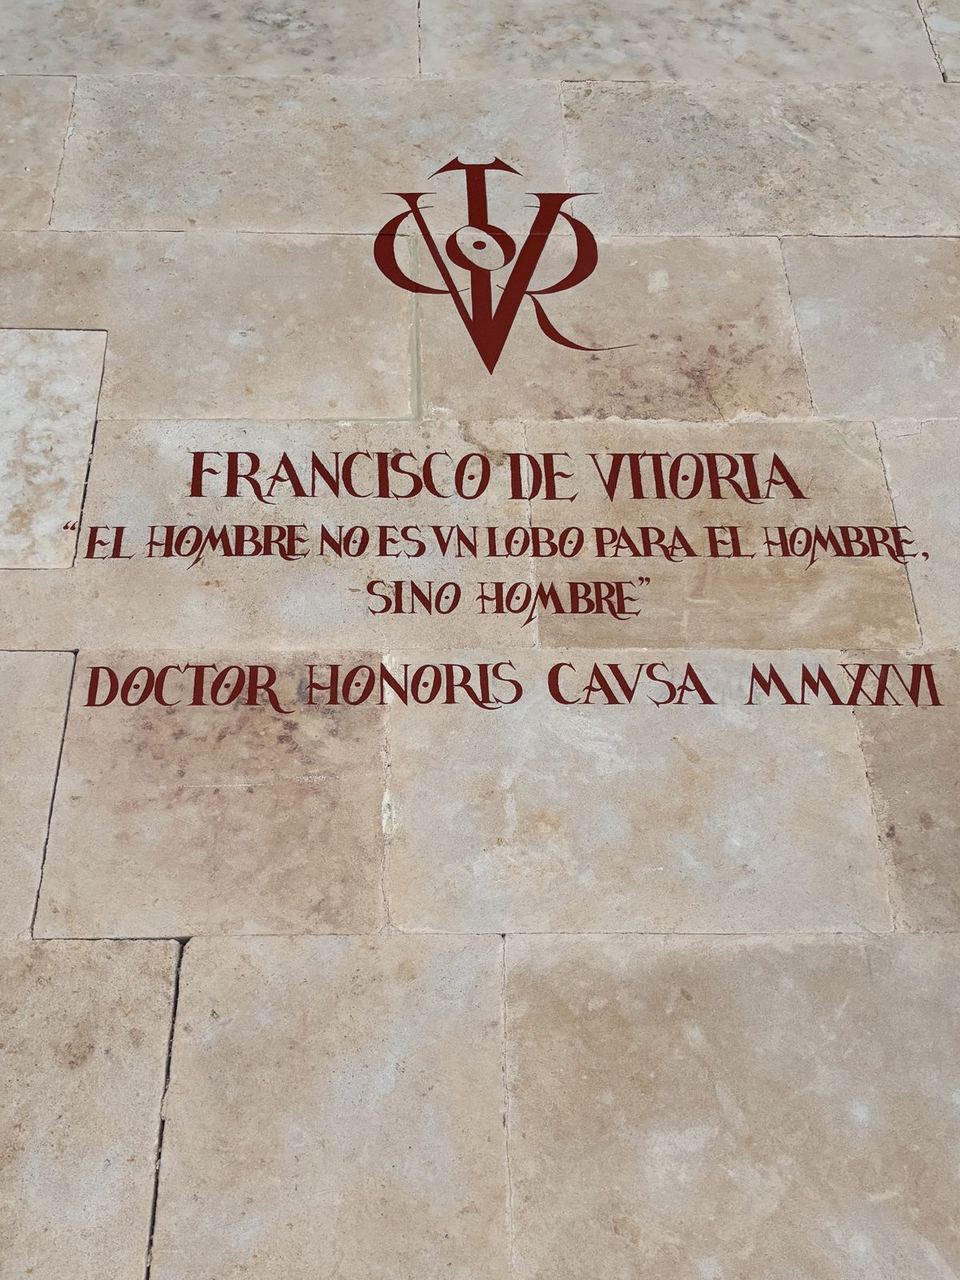 FRANCISCO DE VITORIA
“EL HOMBRE NO ES VN LOBO PARA EL HOMBRE,
SINO HOMBRE”
DOCTOR HONORIS CAVSA MMXXVI